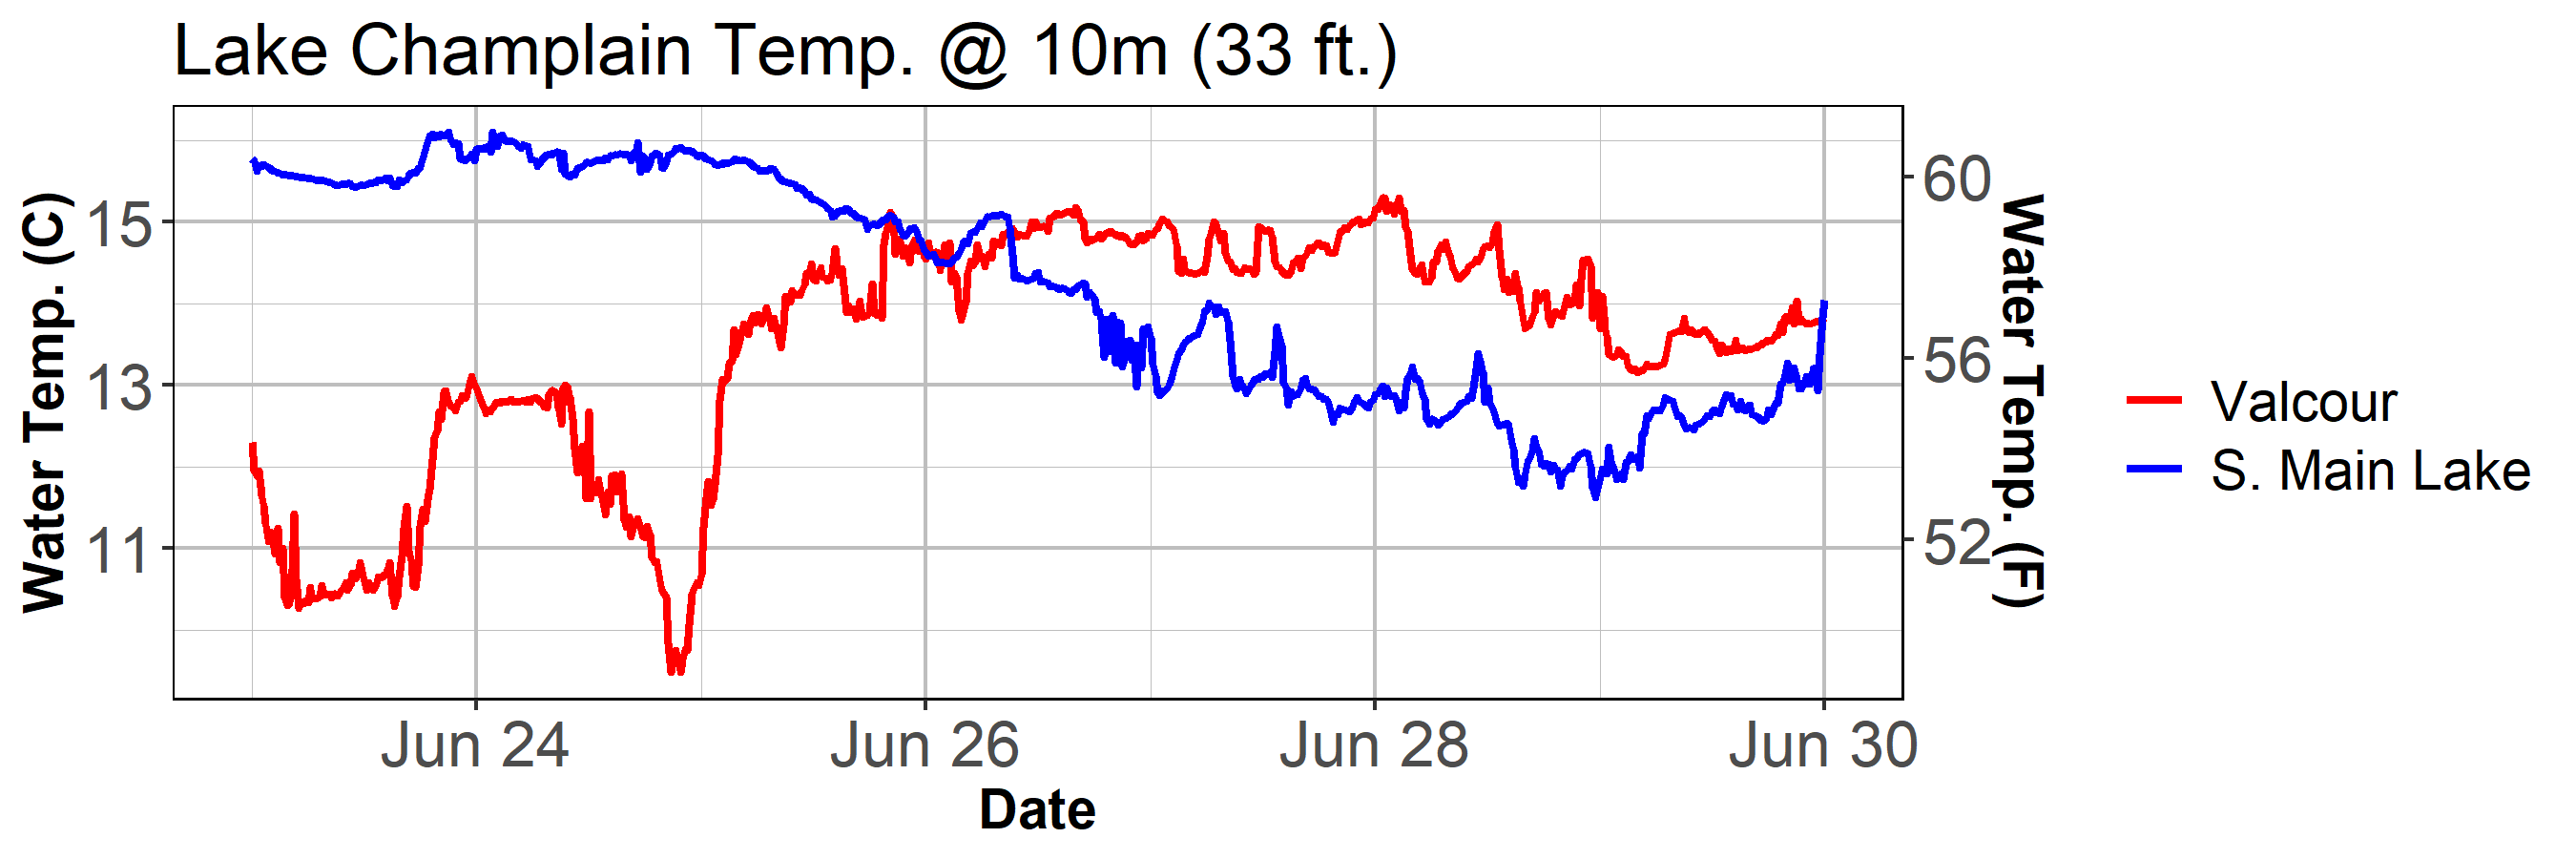 Lake Champlain Temp. @ 10m (33 ft.)
Water Temp. (C)
15
13
11
60
56
52
Water Temp. (F)
Jun 24
Jun 26
Jun 28
Jun 30
Date
Valcour
S. Main Lake